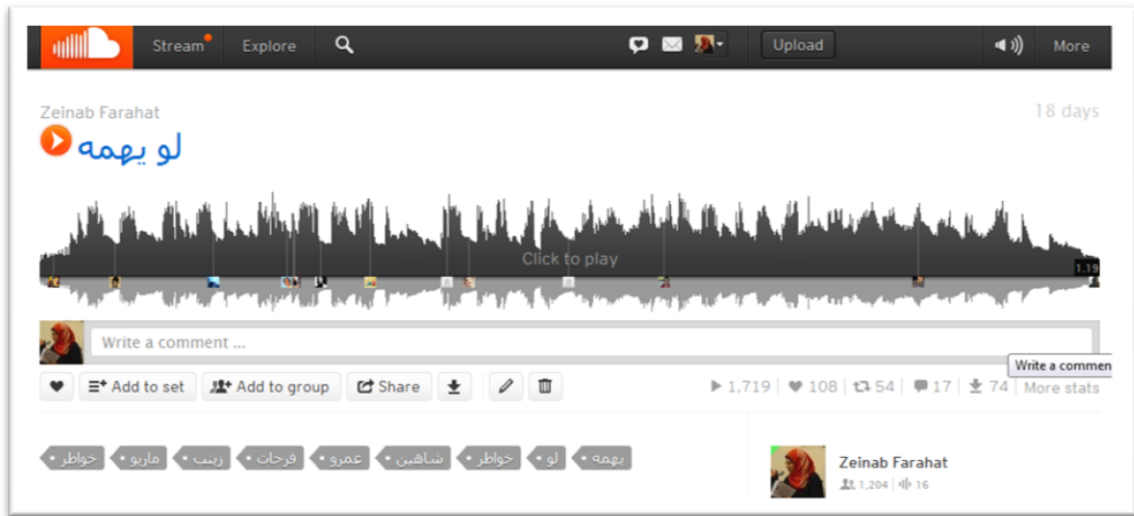 Stream Explore Upload More
Zeinab Farahat 18 days
لو يهمه
Click to play
1.19
Write a comment ...
Write a commen
Add to set Add to group Share 1,719 108 54 17 74 More stats
يهمه لو خواطر شاهين عمرو فرحات زينب ماريو خواطر
Zeinab Farahat
1,204 16